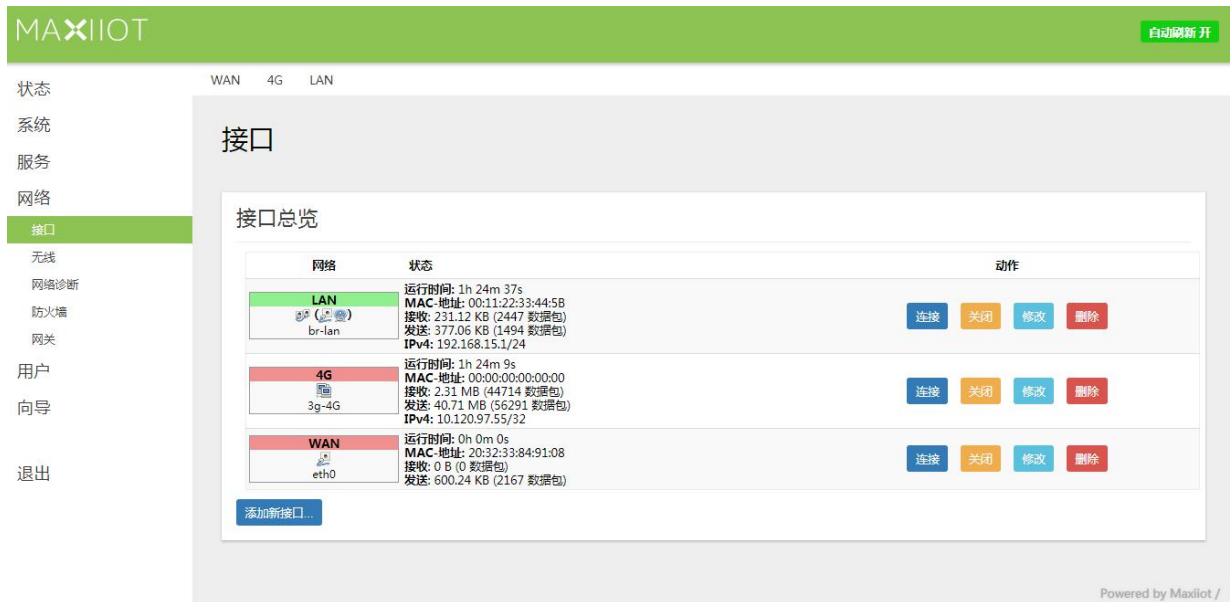 MAXIIOT
自动刷新 开
WAN 4G LAN
状态
系统
服务
网络
接口
无线
网络诊断
防火墙
网关
用户
向导
退出
接口
接口总览
网络 状态 动作
LAN
br-lan
运行时间: 1h 24m 37s
MAC-地址: 00:11:22:33:44:5B
接收: 231.12 KB (2447 数据包)
发送: 377.06 KB (1494 数据包)
IPv4: 192.168.15.1/24
连接 关闭 修改 删除
4G
3g-4G
运行时间: 1h 24m 9s
MAC-地址: 00:00:00:00:00:00
接收: 2.31 MB (44714 数据包)
发送: 40.71 MB (56291 数据包)
IPv4: 10.120.97.55/32
连接 关闭 修改 删除
WAN
eth0
运行时间: 0h 0m 0s
MAC-地址: 20:32:33:84:91:08
接收: 0 B (0 数据包)
发送: 600.24 KB (2167 数据包)
连接 关闭 修改 删除
添加新接口...
Powered by Maxiiot /